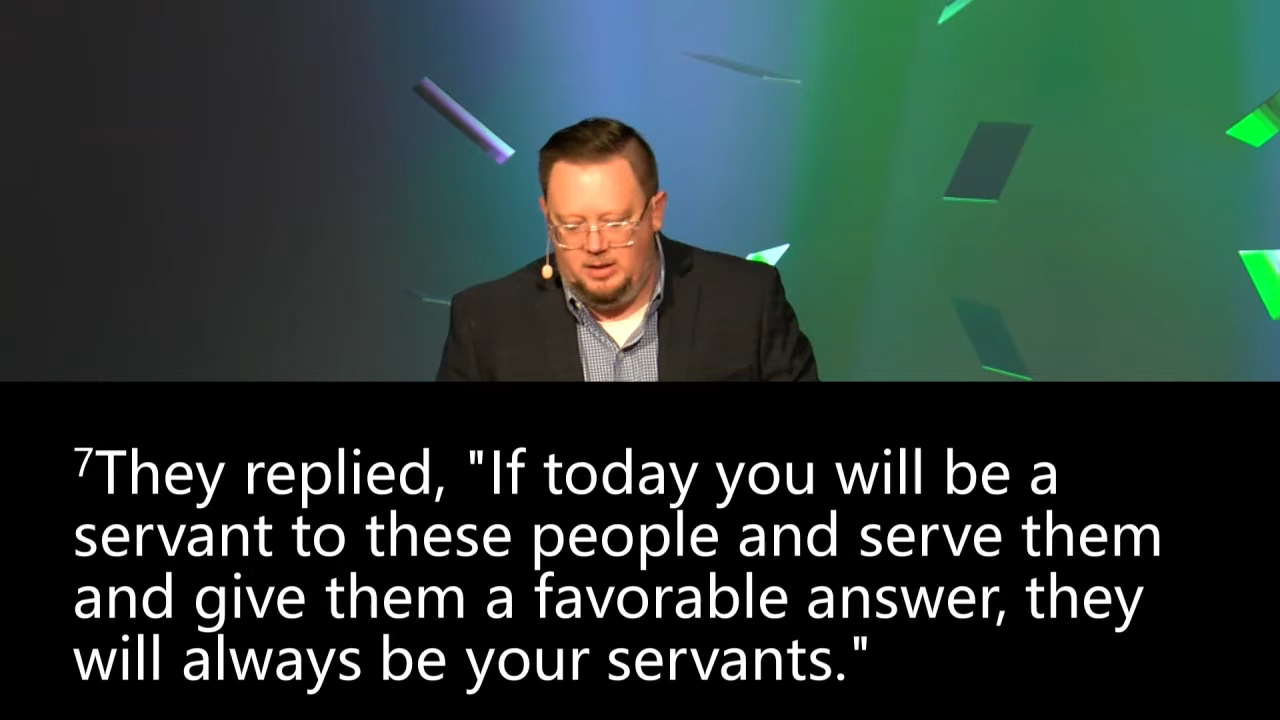 ⁷They replied, "If today you will be a
servant to these people and serve them
and give them a favorable answer, they
will always be your servants."